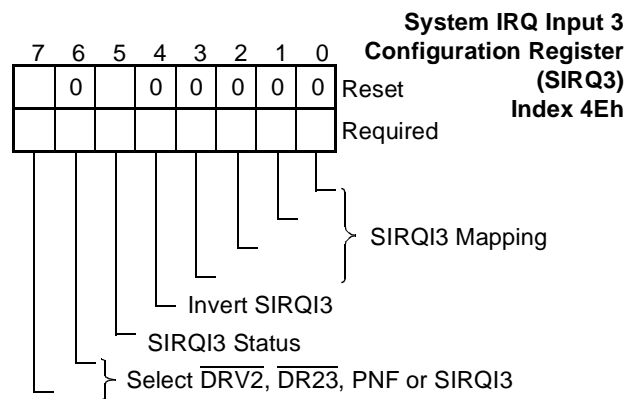 System IRQ Input 3
Configuration Register
(SIRQ3)
Index 4Eh
7 6 5 4 3 2 1 0
0 0 0 0 0 0 Reset
Required
SIRQI3 Mapping
Invert SIRQI3
SIRQI3 Status
Select DRV2, DR23, PNF or SIRQI3